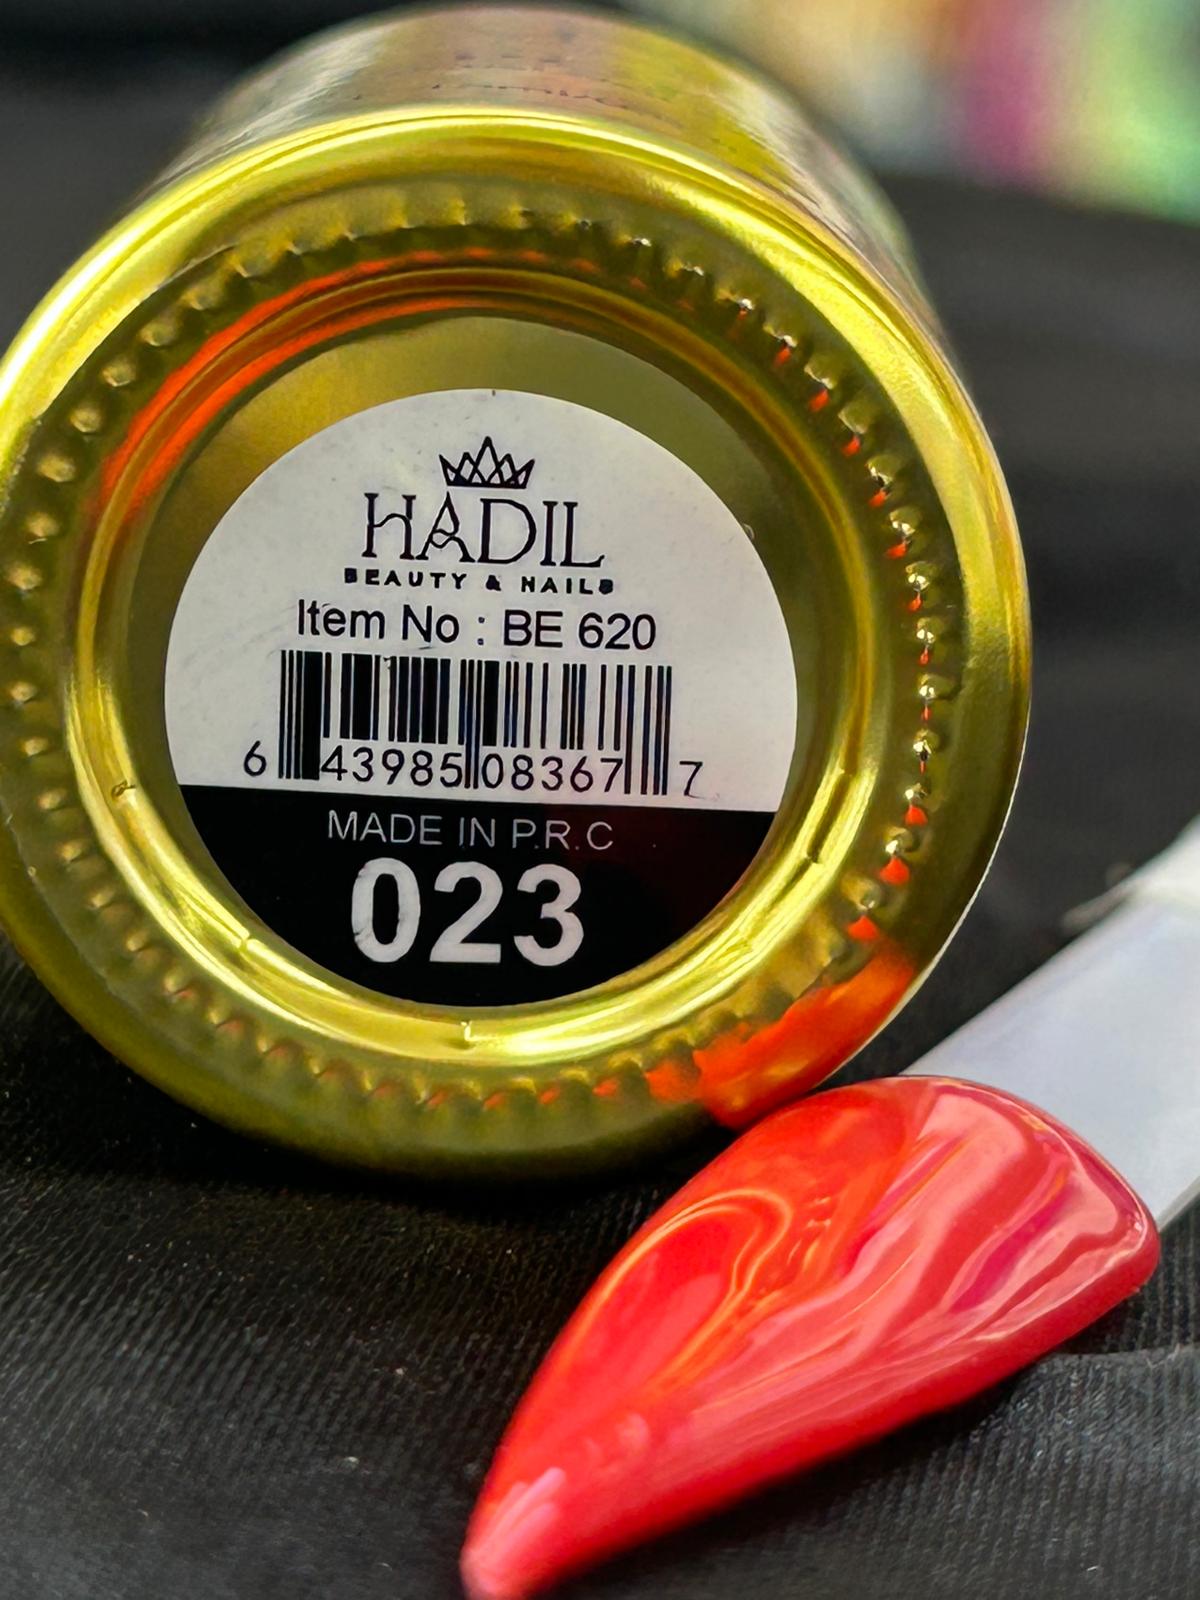 HADIL
BEAUTY & NAILS
Item No : BE 620
6 43985 08367 7
MADE IN P.R.C
023